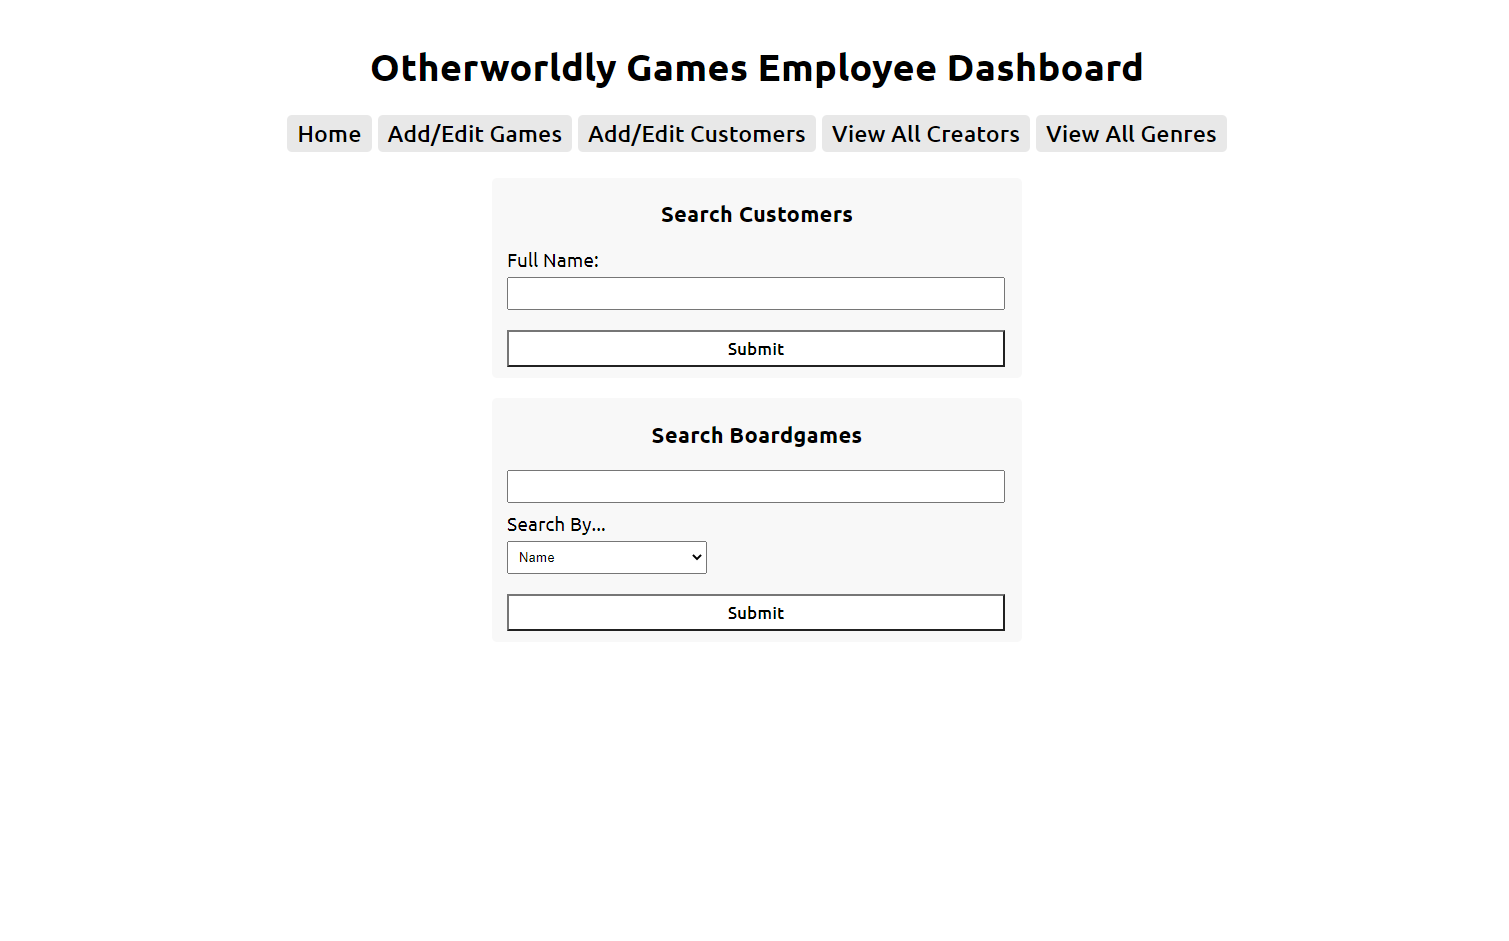 Otherworldly Games Employee Dashboard
Home Add/Edit Games Add/Edit Customers View All Creators View All Genres
Search Customers
Full Name:
Submit
Search Boardgames
Search By...
Name
Submit